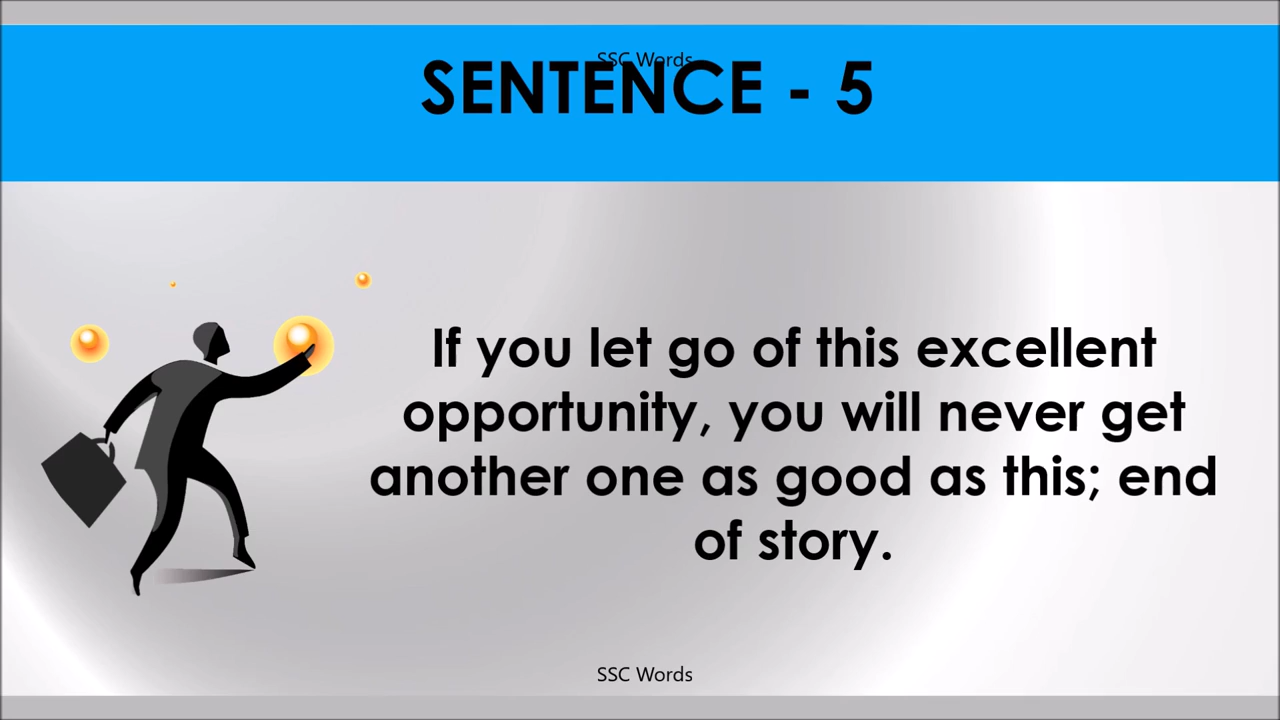 SSC Words
SENTENCE - 5
If you let go of this excellent
opportunity, you will never get
another one as good as this; end
of story.
SSC Words